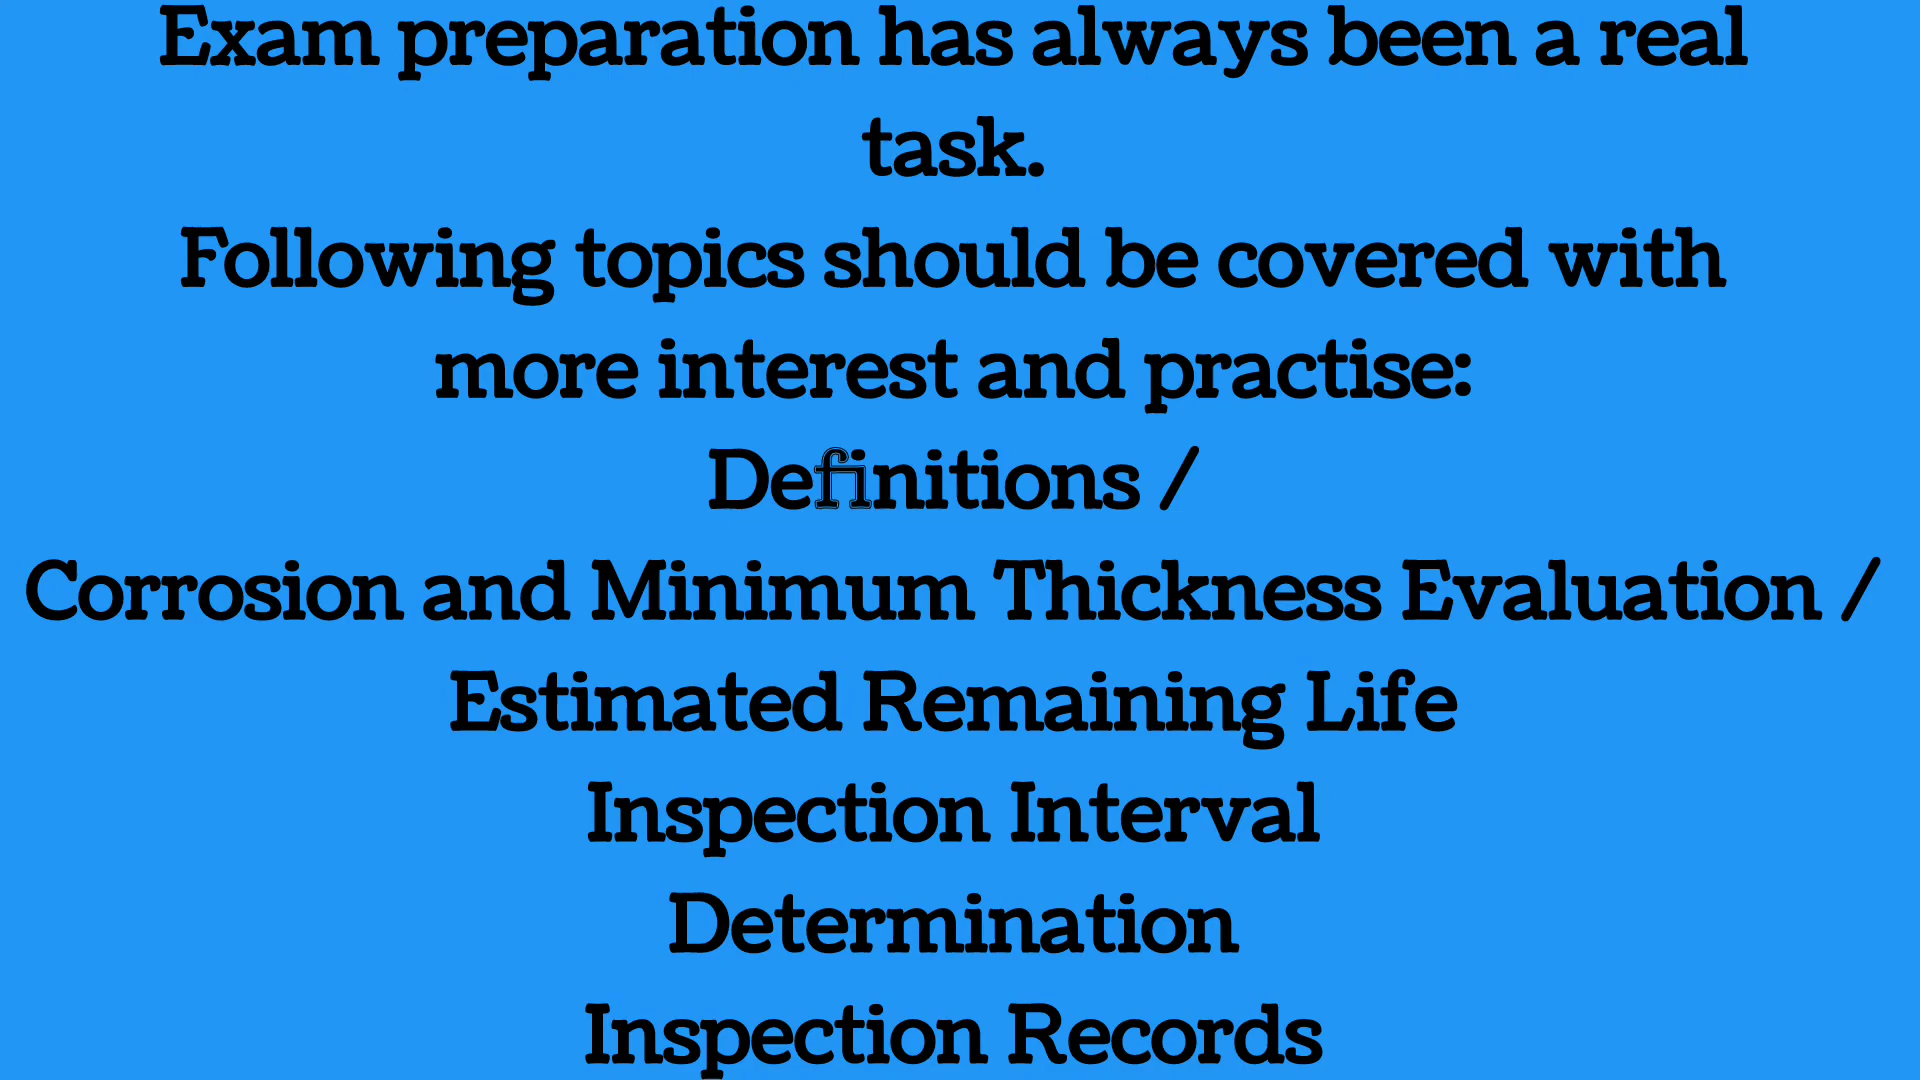 Exam preparation has always been a real
task.
Following topics should be covered with
more interest and practise:
Definitions /
Corrosion and Minimum Thickness Evaluation /
Estimated Remaining Life
Inspection Interval
Determination
Inspection Records